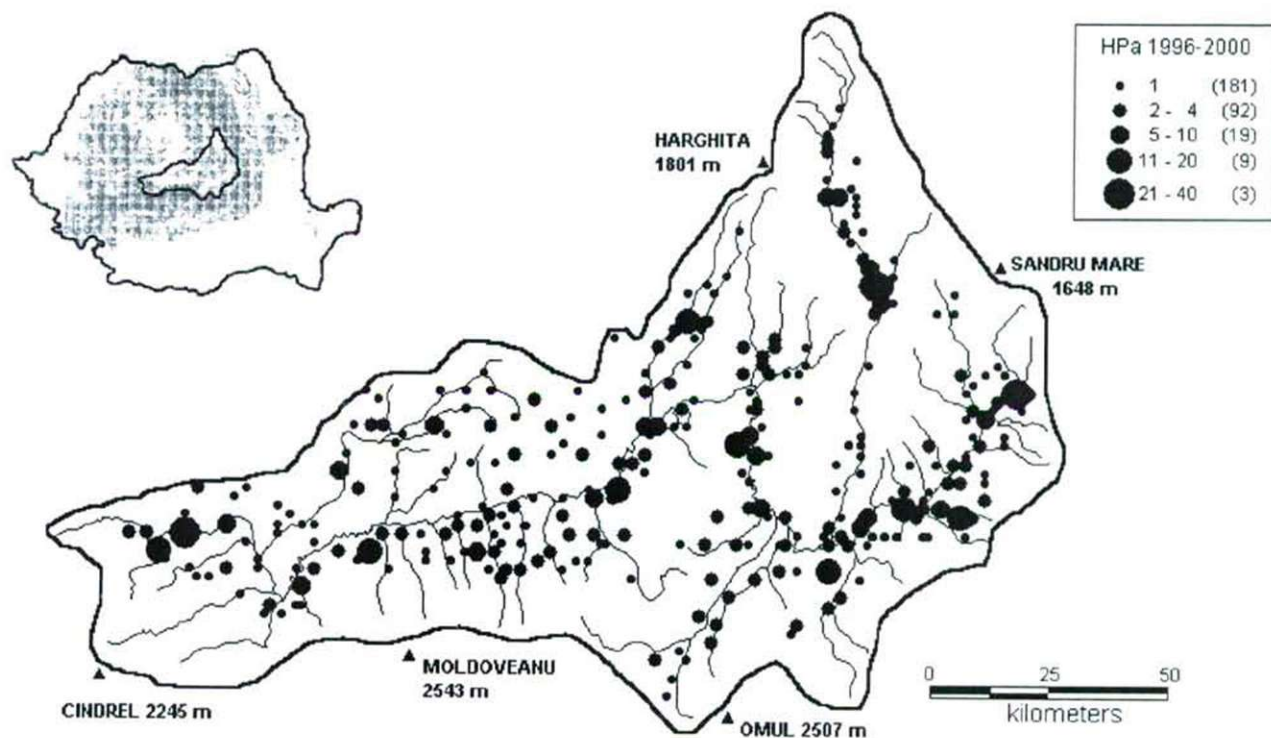 HPa 1996-2000
1 (181)
2 - 4 (92)
5 - 10 (19)
11 - 20 (9)
21 - 40 (3)
HARGHITA
1801 m
SANDRU MARE
1648 m
MOLDOVEANU
2543 m
CINDREL 2245 m
OMUL 2507 m
0 25 50
kilometers